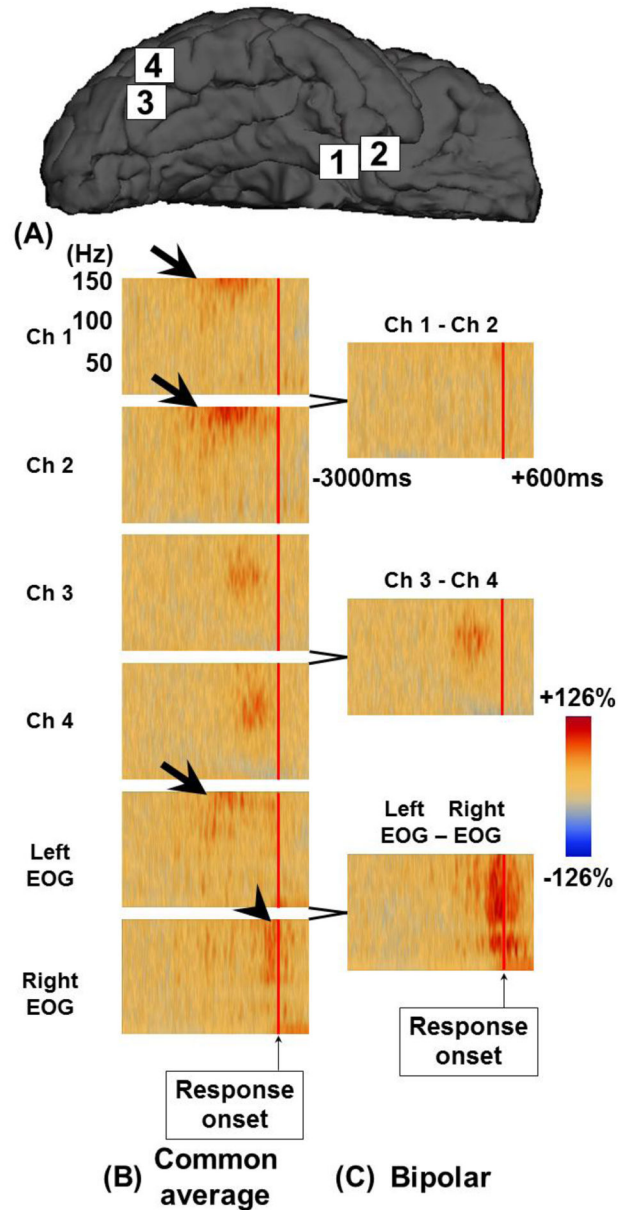 4
3
1
2
(A)
(Hz)
150
100
50
Ch 1
Ch 1 - Ch 2
Ch 2
-3000ms
+600ms
Ch 3
Ch 3 - Ch 4
Ch 4
+126%
-126%
Left
EOG
Left Right
EOG – EOG
Right
EOG
Response
onset
Response
onset
(B) Common
average
(C) Bipolar